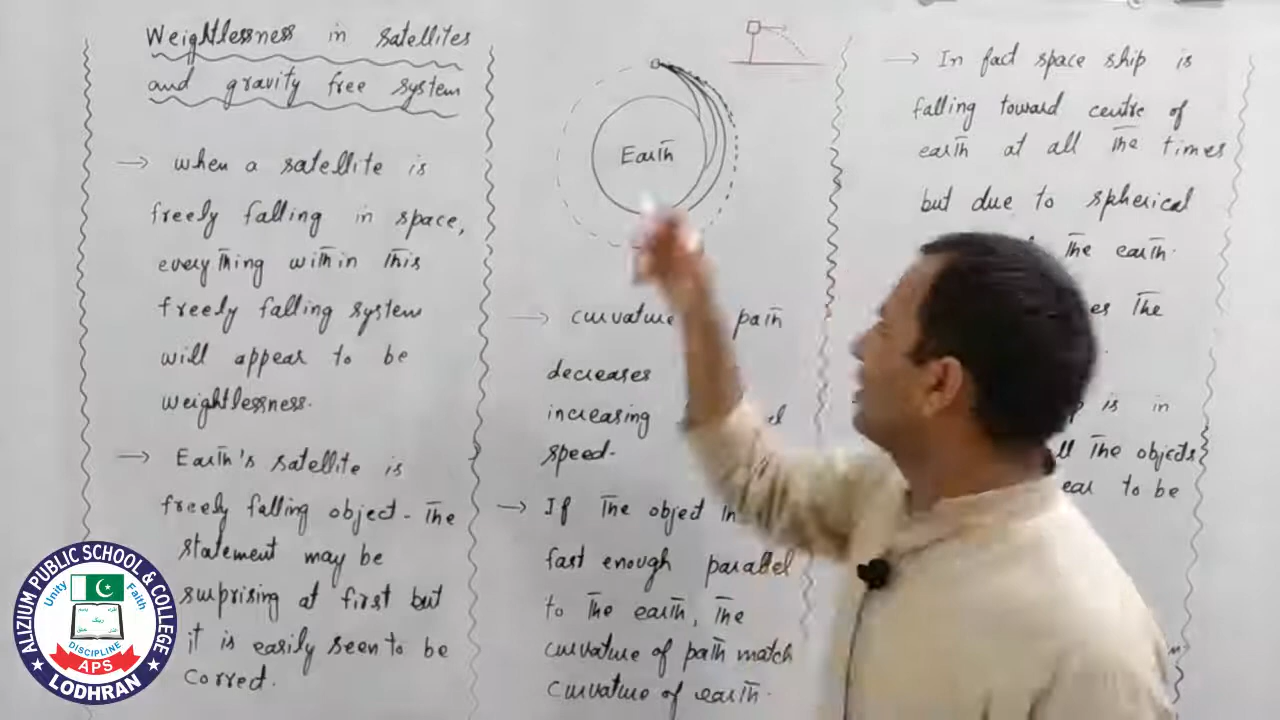 Weightlessness in satellites
and gravity free system
→ when a satellite is
freely falling in space,
everything within this
freely falling system
will appear to be
weightlessness.
→ Earth's satellite is
freely falling object - The
statement may be
surprising at first but
it is easily seen to be
correct.
Earth
→ curvature path
decreases
increasing
speed.
→ If the object
fast enough parallel
to the earth, the
curvature of path match
curvature of earth.
→ In fact space ship is
falling toward centre of
earth at all the times
but due to spherical
the earth.
the
is in
the objects
to be
ALIZIUM PUBLIC SCHOOL & COLLEGE
Unity
Faith
DISCIPLINE
APS
LODHRAN